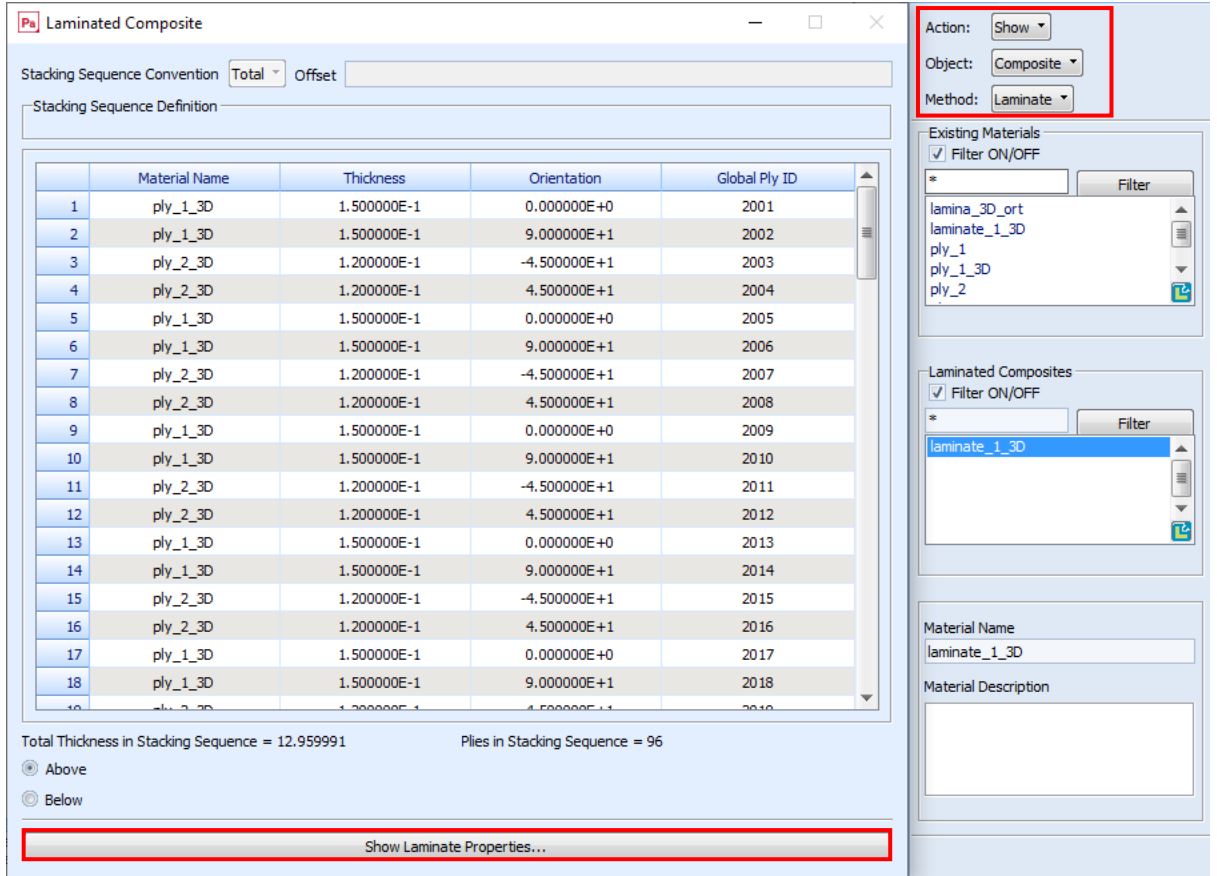 Pa Laminated Composite
Stacking Sequence Convention Total Offset
Stacking Sequence Definition
Material Name Thickness Orientation Global Ply ID
1 ply_1_3D 1.500000E-1 0.000000E+0 2001
2 ply_1_3D 1.500000E-1 9.000000E+1 2002
3 ply_2_3D 1.200000E-1 -4.500000E+1 2003
4 ply_2_3D 1.200000E-1 4.500000E+1 2004
5 ply_1_3D 1.500000E-1 0.000000E+0 2005
6 ply_1_3D 1.500000E-1 9.000000E+1 2006
7 ply_2_3D 1.200000E-1 -4.500000E+1 2007
8 ply_2_3D 1.200000E-1 4.500000E+1 2008
9 ply_1_3D 1.500000E-1 0.000000E+0 2009
10 ply_1_3D 1.500000E-1 9.000000E+1 2010
11 ply_2_3D 1.200000E-1 -4.500000E+1 2011
12 ply_2_3D 1.200000E-1 4.500000E+1 2012
13 ply_1_3D 1.500000E-1 0.000000E+0 2013
14 ply_1_3D 1.500000E-1 9.000000E+1 2014
15 ply_2_3D 1.200000E-1 -4.500000E+1 2015
16 ply_2_3D 1.200000E-1 4.500000E+1 2016
17 ply_1_3D 1.500000E-1 0.000000E+0 2017
18 ply_1_3D 1.500000E-1 9.000000E+1 2018
Total Thickness in Stacking Sequence = 12.959991 Plies in Stacking Sequence = 96
Above
Below
Show Laminate Properties...
Action: Show
Object: Composite
Method: Laminate
Existing Materials
Filter ON/OFF
* Filter
lamina_3D_ort
laminate_1_3D
ply_1
ply_1_3D
ply_2
Laminated Composites
Filter ON/OFF
* Filter
laminate_1_3D
Material Name
laminate_1_3D
Material Description